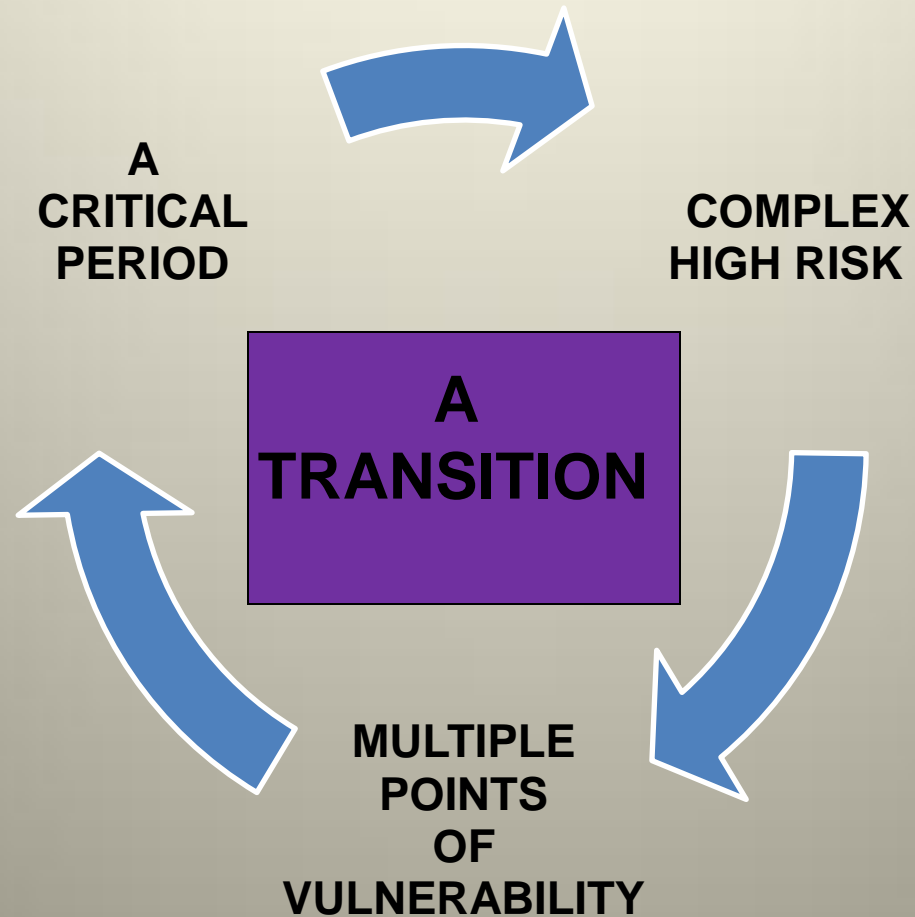 A
CRITICAL
PERIOD
COMPLEX
HIGH RISK
A
TRANSITION
MULTIPLE
POINTS
OF
VULNERABILITY